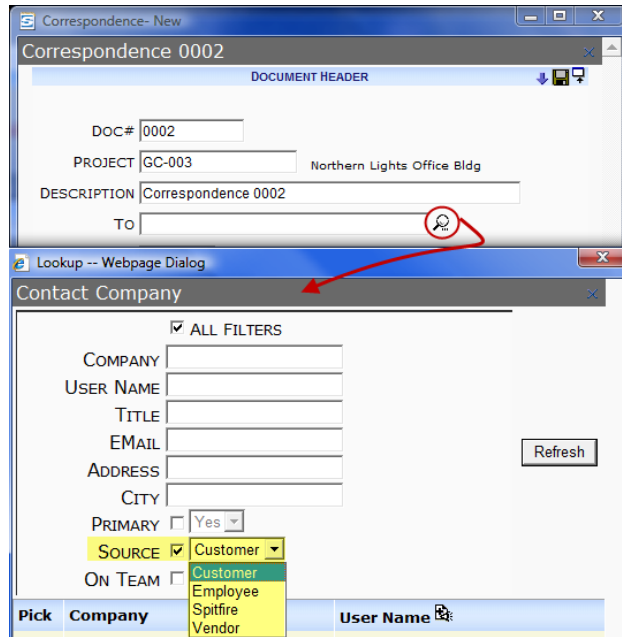 Correspondence- New
Correspondence 0002
DOCUMENT HEADER
DOC# 0002
PROJECT GC-003 Northern Lights Office Bldg
DESCRIPTION Correspondence 0002
TO
Lookup -- Webpage Dialog
Contact Company
ALL FILTERS
COMPANY
USER NAME
TITLE
EMAIL
ADDRESS
Refresh
CITY
PRIMARY Yes
SOURCE Customer
ON TEAM Customer
Employee
Spitfire
Vendor
Pick Company User Name